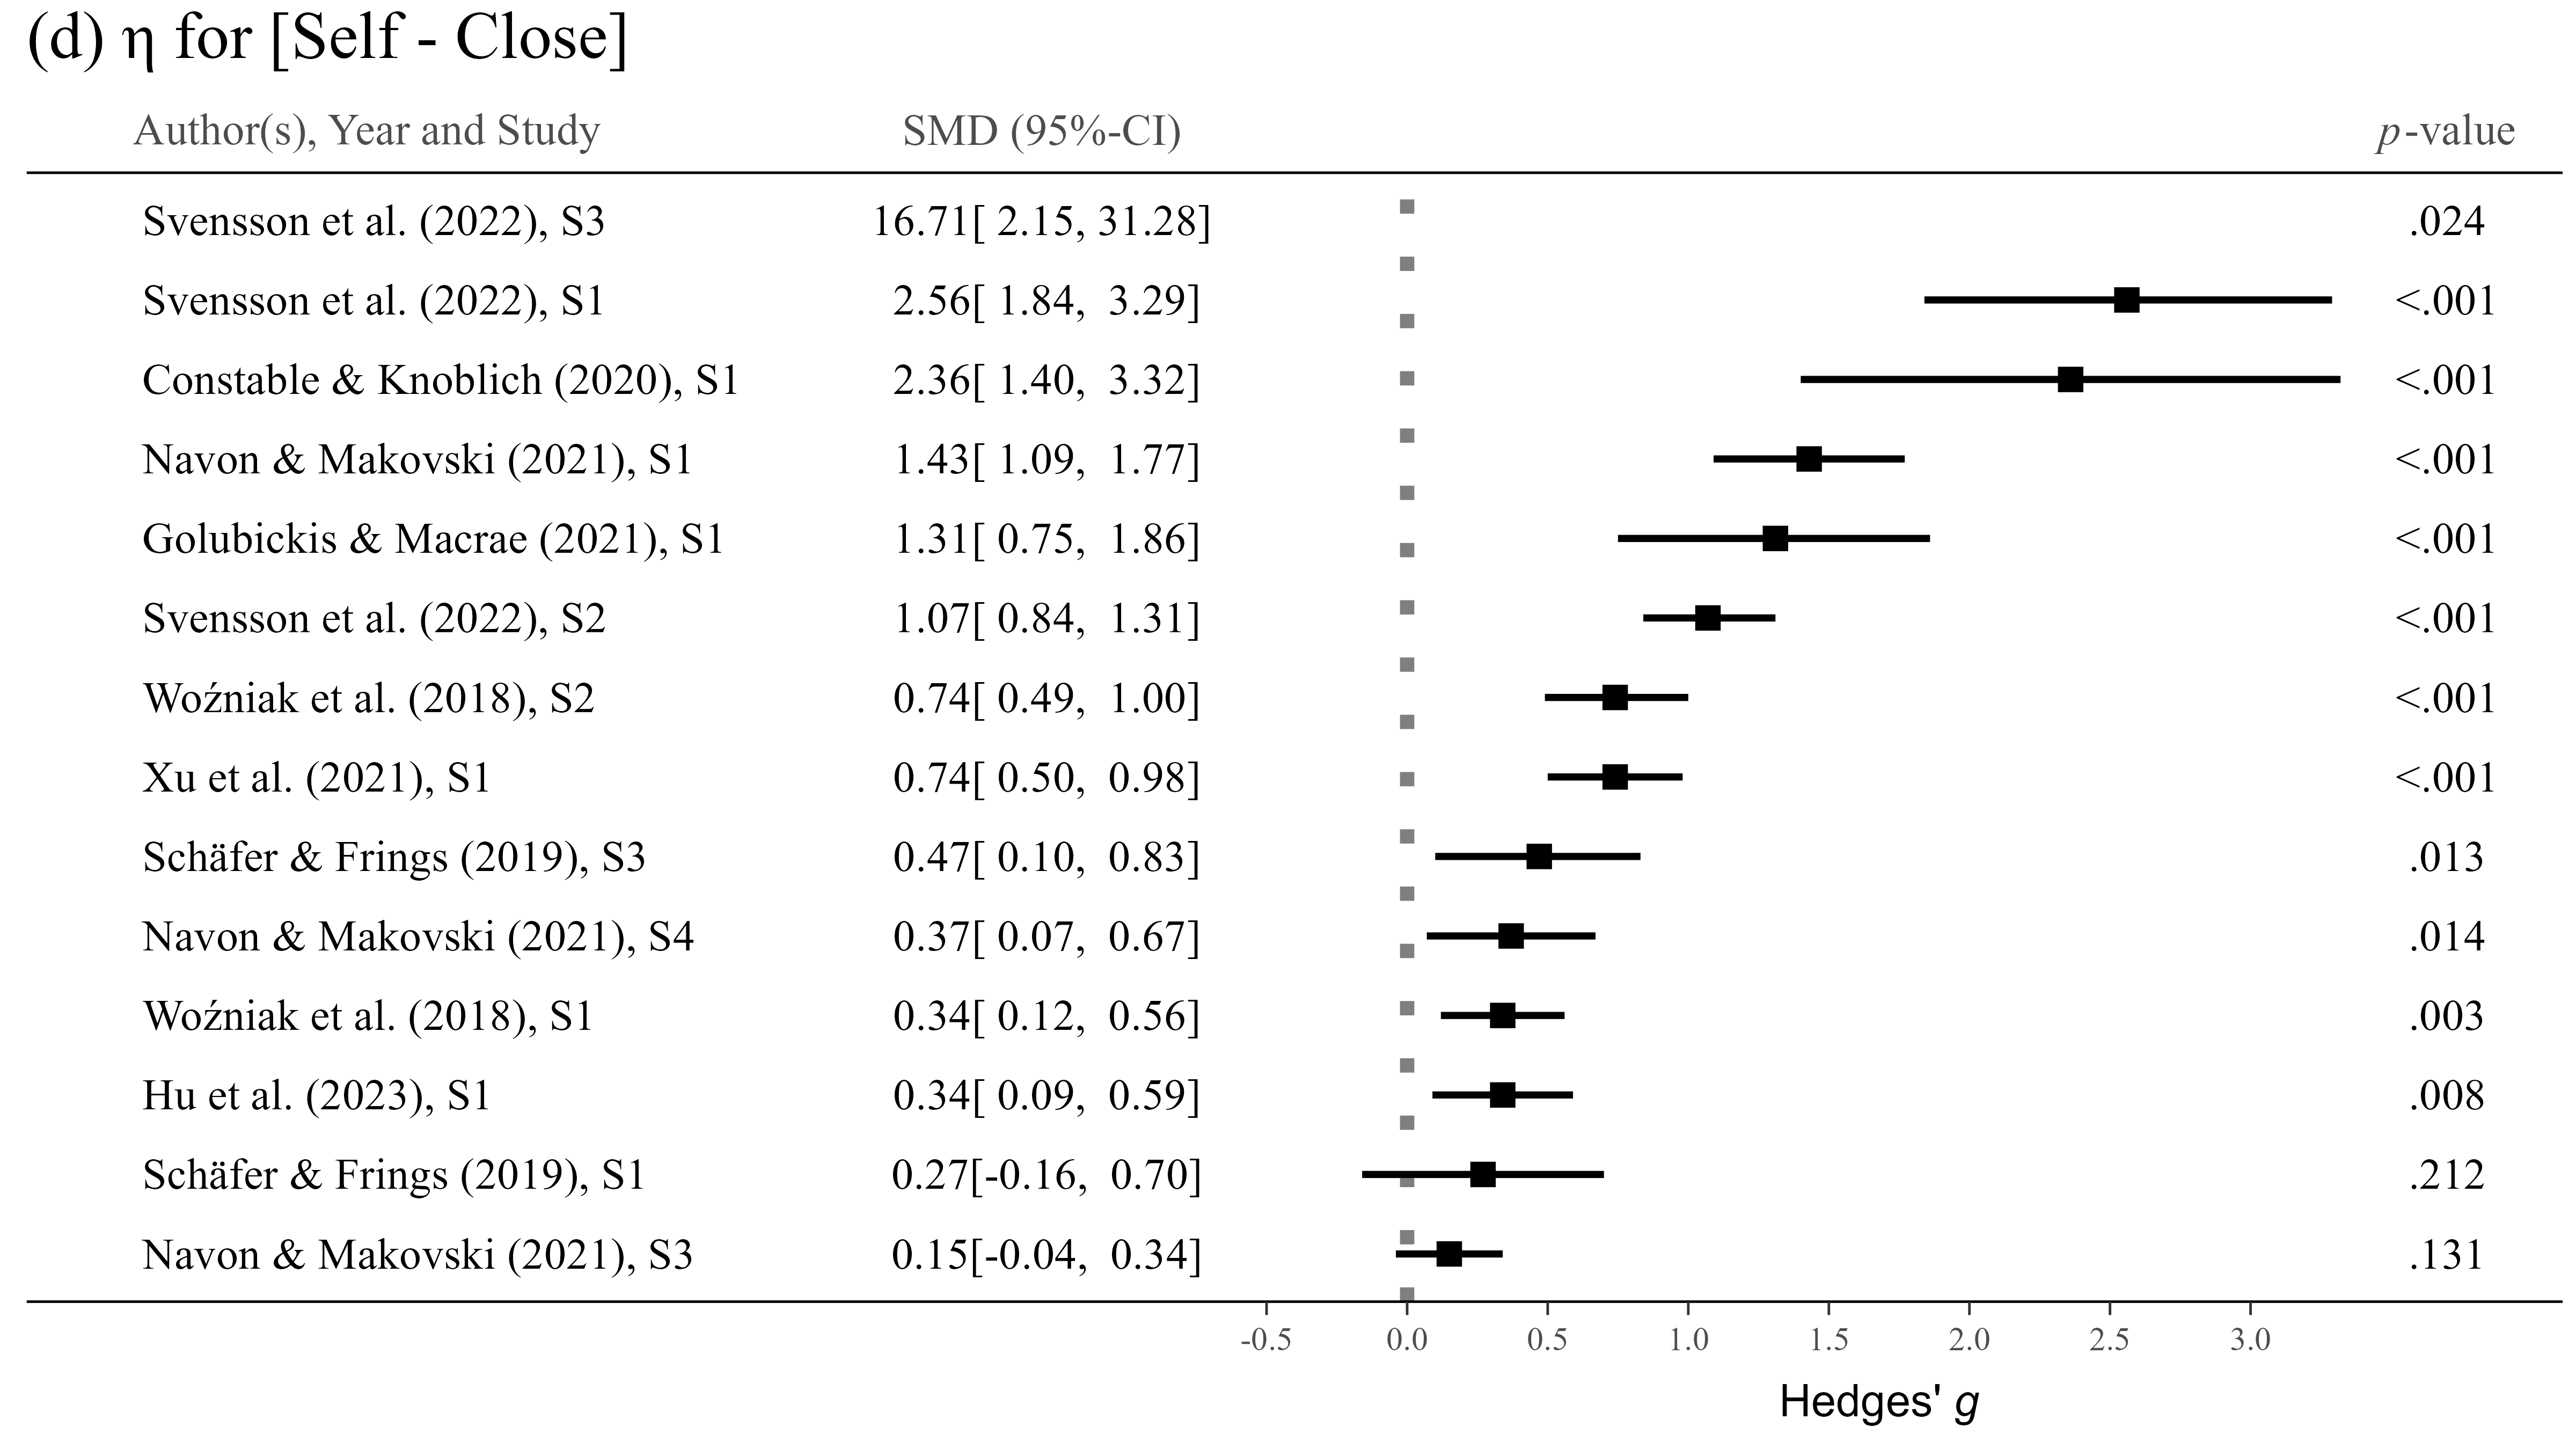 (d) η for [Self - Close]
Author(s), Year and Study SMD (95%-CI) p-value
Svensson et al. (2022), S3 16.71[ 2.15, 31.28] .024
Svensson et al. (2022), S1 2.56[ 1.84, 3.29] <.001
Constable & Knoblich (2020), S1 2.36[ 1.40, 3.32] <.001
Navon & Makovski (2021), S1 1.43[ 1.09, 1.77] <.001
Golubickis & Macrae (2021), S1 1.31[ 0.75, 1.86] <.001
Svensson et al. (2022), S2 1.07[ 0.84, 1.31] <.001
Woźniak et al. (2018), S2 0.74[ 0.49, 1.00] <.001
Xu et al. (2021), S1 0.74[ 0.50, 0.98] <.001
Schäfer & Frings (2019), S3 0.47[ 0.10, 0.83] .013
Navon & Makovski (2021), S4 0.37[ 0.07, 0.67] .014
Woźniak et al. (2018), S1 0.34[ 0.12, 0.56] .003
Hu et al. (2023), S1 0.34[ 0.09, 0.59] .008
Schäfer & Frings (2019), S1 0.27[-0.16, 0.70] .212
Navon & Makovski (2021), S3 0.15[-0.04, 0.34] .131
-0.5 0.0 0.5 1.0 1.5 2.0 2.5 3.0
Hedges' g